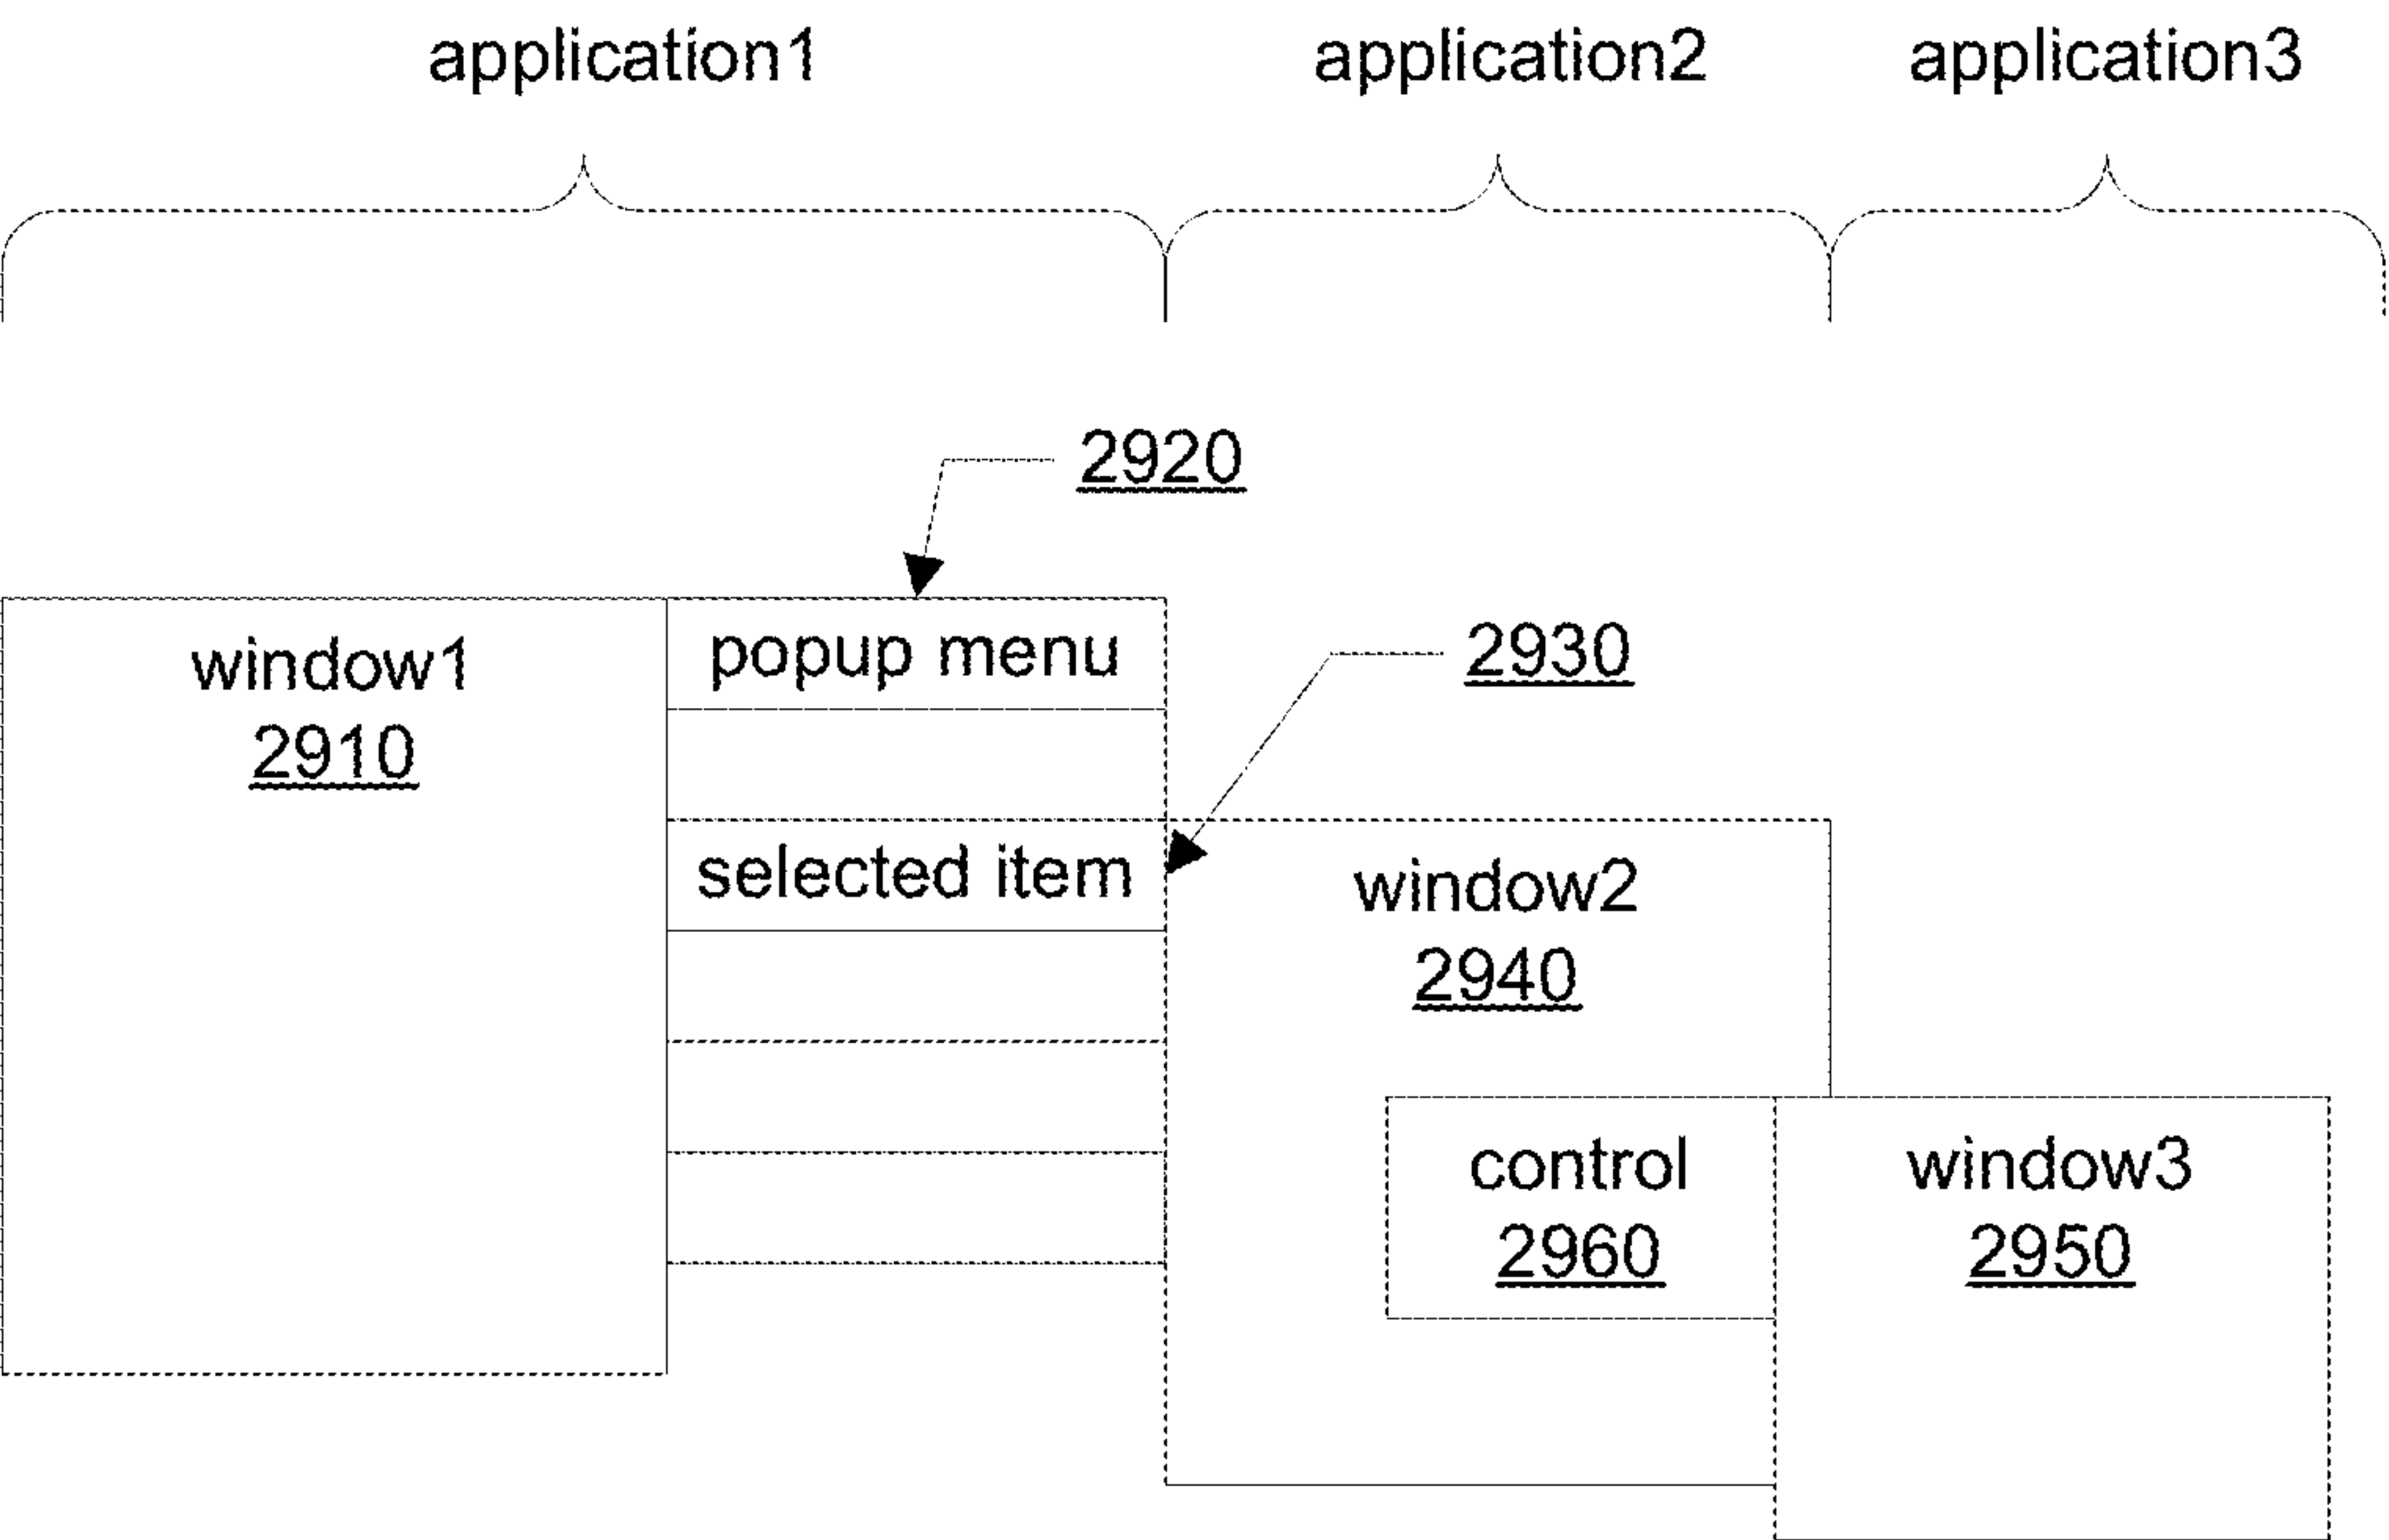 application1
application2
application3
2920
popup menu
2930
window1
2910
selected item
window2
2940
control
2960
window3
2950